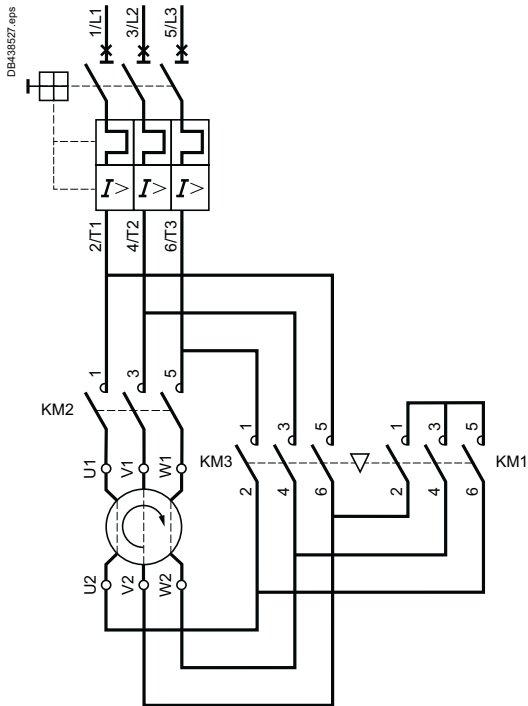 DB438527.eps
1/L1 3/L2 5/L3
I> I> I>
2/T1 4/T2 6/T3
1 3 5
KM2
U1 V1 W1
U2 V2 W2
KM3
1 3 5
2 4 6
1 3 5
2 4 6
KM1